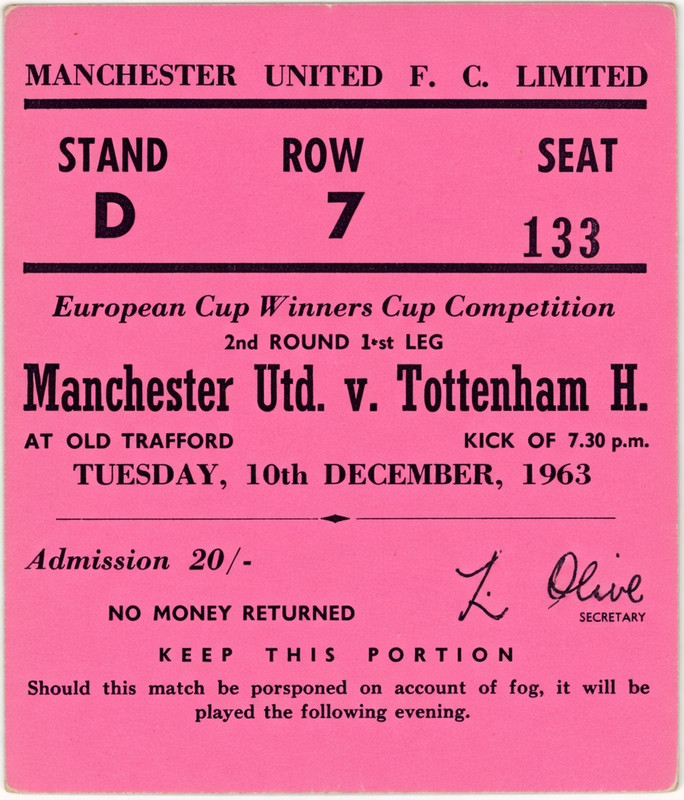 MANCHESTER UNITED F. C. LIMITED
STAND ROW SEAT
D 7 133
European Cup Winners Cup Competition
2nd ROUND 1st LEG
Manchester Utd. v. Tottenham H.
AT OLD TRAFFORD KICK OF 7.30 p.m.
TUESDAY, 10th DECEMBER, 1963
Admission 20/-
L. Olive
NO MONEY RETURNED SECRETARY
KEEP THIS PORTION
Should this match be porsponed on account of fog, it will be
played the following evening.